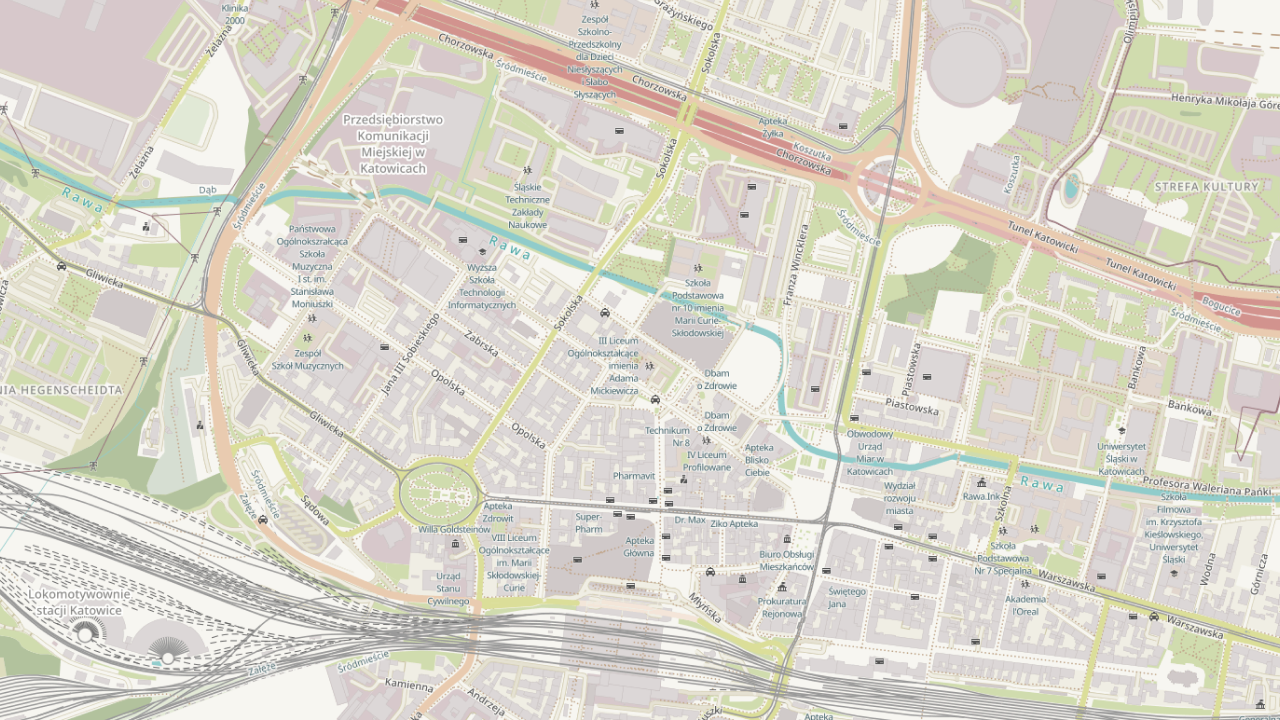 Klinika
2000
Żelazna
Chorzowska
Śródmieście
Zespół
Szkolno-
Przedszkolny
dla Dzieci
Niesłyszących
i Słabo
Słyszących
Grażyńskiego
Sokolska
Chorzowska
Apteka
Żyłka
Koszutka
Chorzowska
Olimpijska
Henryka Mikołaja Góre
Koszutka
STREFA KULTURY
Przedsiębiorstwo
Komunikacji
Miejskiej w
Katowicach
Żelazna
Rawa
Dąb
Śródmieście
Sokolska
Śląskie
Techniczne
Zakłady
Naukowe
Śródmieście
Tunel Katowicki
Tunel Katowicki
Bogucice
Śródmieście
Państwowa
Ogólnokształcąca
Szkoła
Muzyczna
I st. im.
Stanisława
Moniuszki
Rawa
Wyzsza
Szkoła
Technologii
Informatycznych
Franza Wincklera
Szkoła
Podstawowa
nr 10 imienia
Marii Curie-
Skłodowskiej
Gliwicka
Sokolska
Gliwicka
Zespół
Szkół Muzycznych
Jana III Sobieskiego
Zabrska
Opolska
III Liceum
Ogólnokształcące
imienia
Adama
Mickiewicza
Dbam
o Zdrowie
Piastowska
Piastowska
Bankowa
Bankowa
NIA HEGENSCHEIDTA
Gliwicka
Opolska
Dbam
o Zdrowie
Technikum
Nr 8
IV Liceum
Profilowane
Apteka
Blisko
Ciebie
Obwodowy
Urząd
Miar w
Katowicach
Uniwersytet
Śląski w
Katowicach
Pharmavit
Rawa
Profesora Waleriana Pańki
Śródmieście
Załęże
Sądowa
Wydział
rozwoju
miasta
Rawa.Ink
Szkolna
Szkoła
Filmowa
im. Krzysztofa
Kieślowskiego,
Uniwersytet
Śląski
Apteka
Zdrowit
Willa Goldsteinów
Super-
Pharm
Dr. Max
Ziko Apteka
VIII Liceum
Ogólnokształcące
im. Marii
Skłodowskiej-
Curie
Apteka
Główna
Biuro Obsługi
Mieszkańców
Szkoła
Podstawowa
Nr 7 Specjalna
Warszawska
Wodna
Górnicza
Urząd
Stanu
Cywilnego
Młyńska
Prokuratura
Rejonowa
Świętego
Jana
Akademia
l'Oreal
Warszawska
Lokomotywownie
stacji Katowice
Załęże
Śródmieście
Kamienna
Andrzeja
Apteka